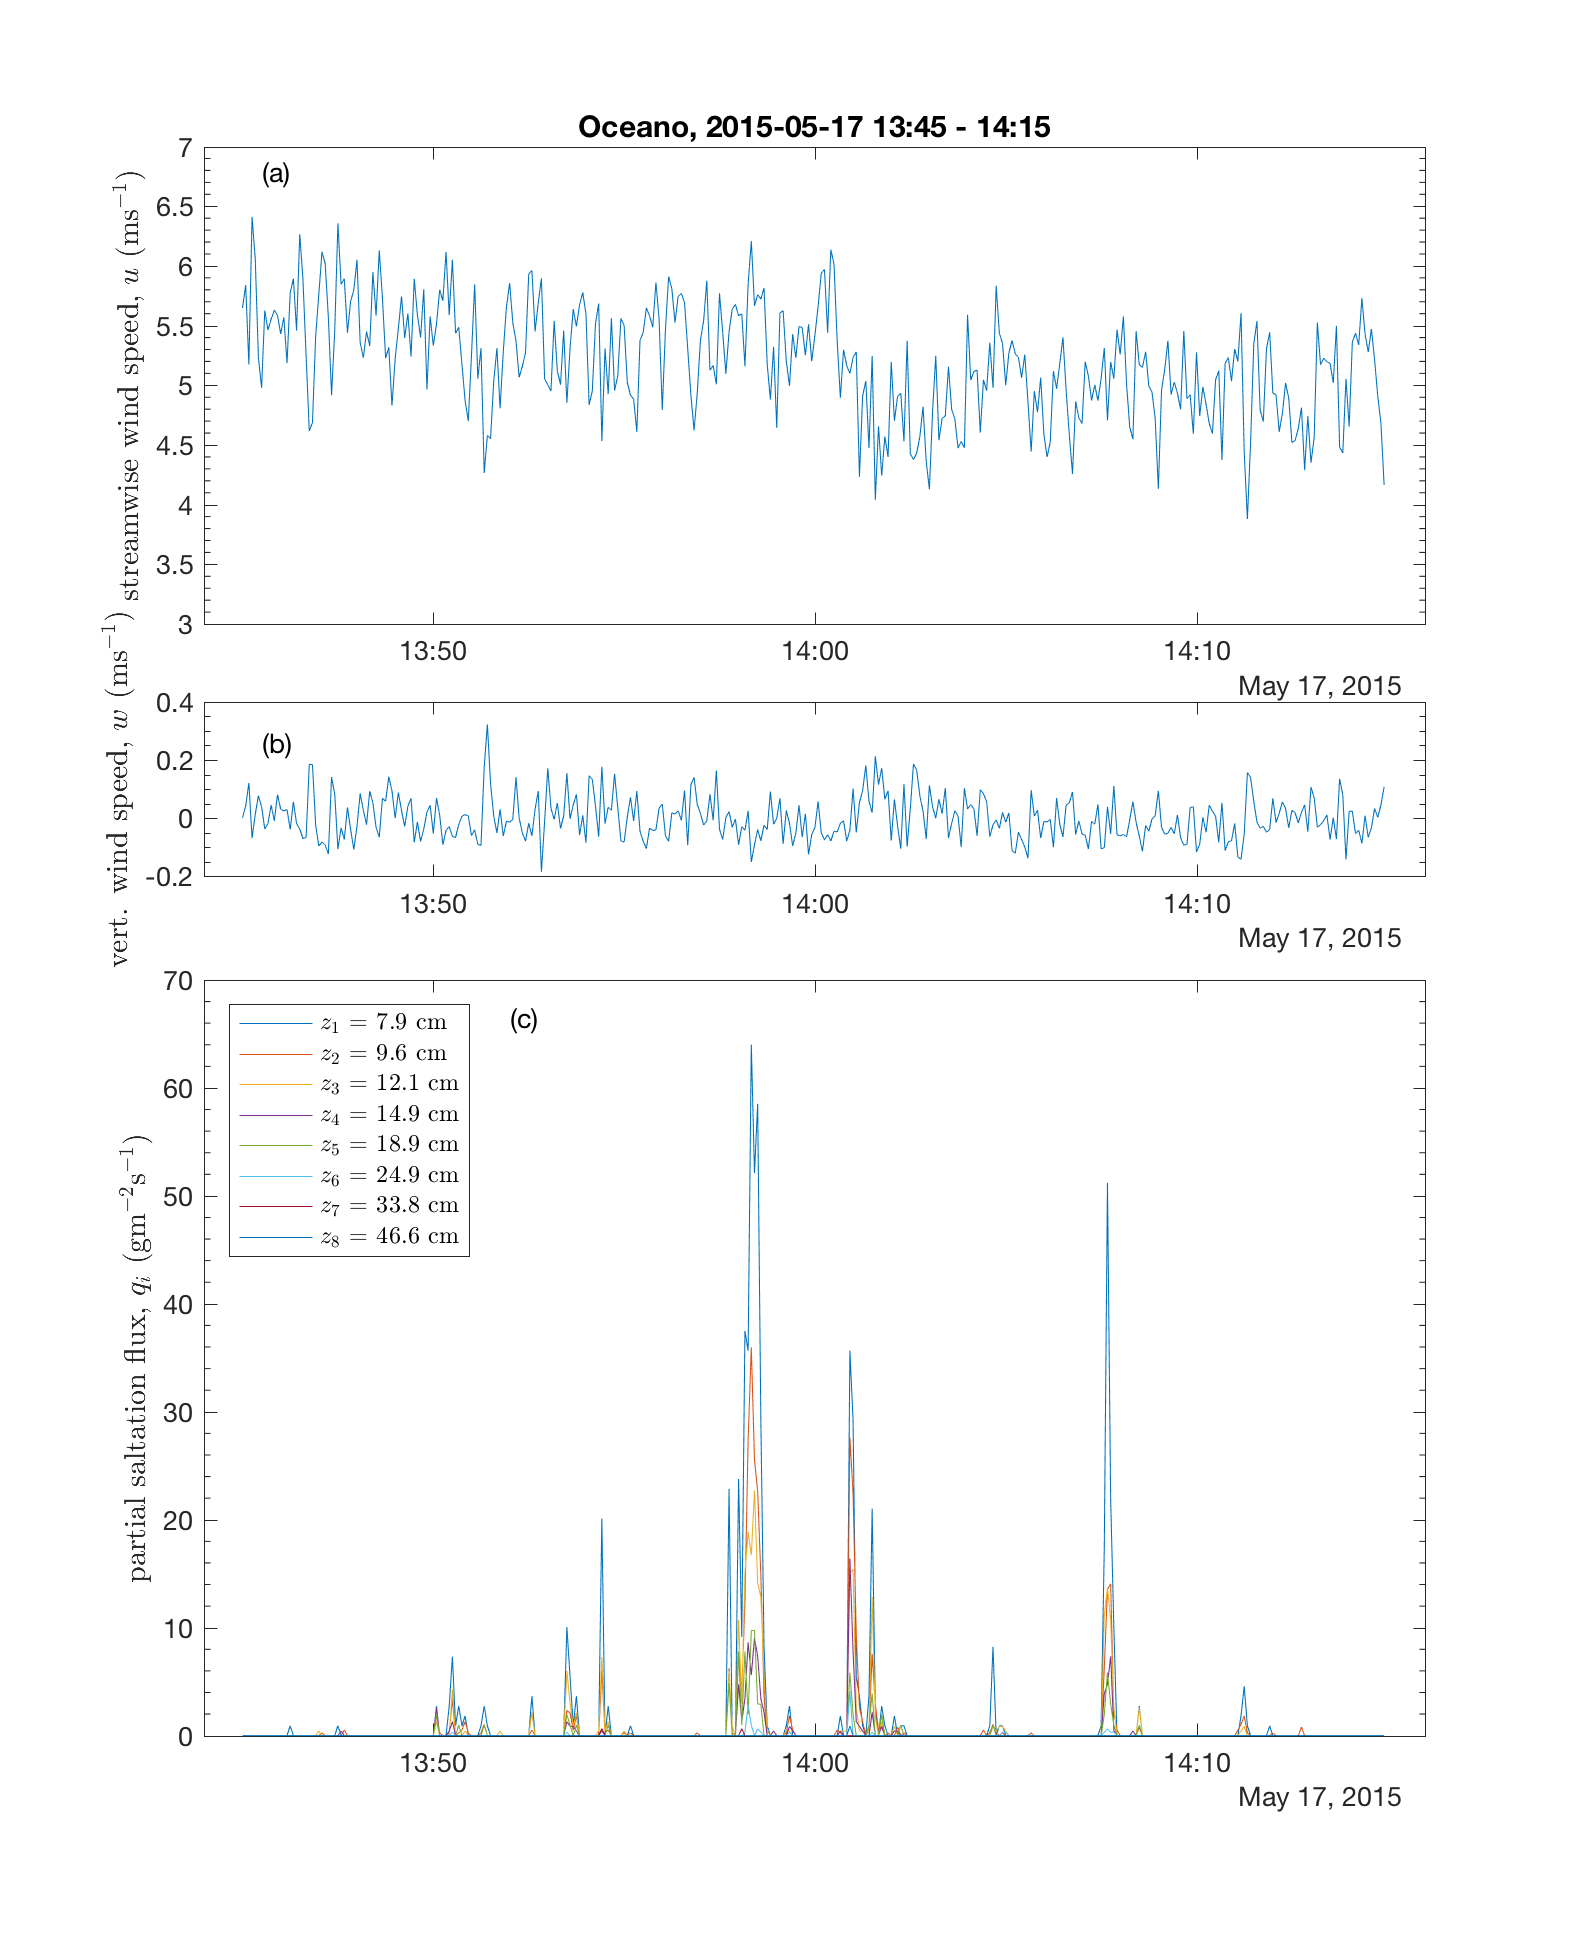 Oceano, 2015-05-17 13:45 - 14:15
(a)
streamwise wind speed, u (ms⁻¹)
7
6.5
6
5.5
5
4.5
4
3.5
3
13:50 14:00 14:10
May 17, 2015
(b)
vert. wind speed, w (ms⁻¹)
0.4
0.2
0
-0.2
13:50 14:00 14:10
May 17, 2015
(c)
partial saltation flux, qᵢ (gm⁻²s⁻¹)
70
60
50
40
30
20
10
0
z₁ = 7.9 cm
z₂ = 9.6 cm
z₃ = 12.1 cm
z₄ = 14.9 cm
z₅ = 18.9 cm
z₆ = 24.9 cm
z₇ = 33.8 cm
z₈ = 46.6 cm
13:50 14:00 14:10
May 17, 2015